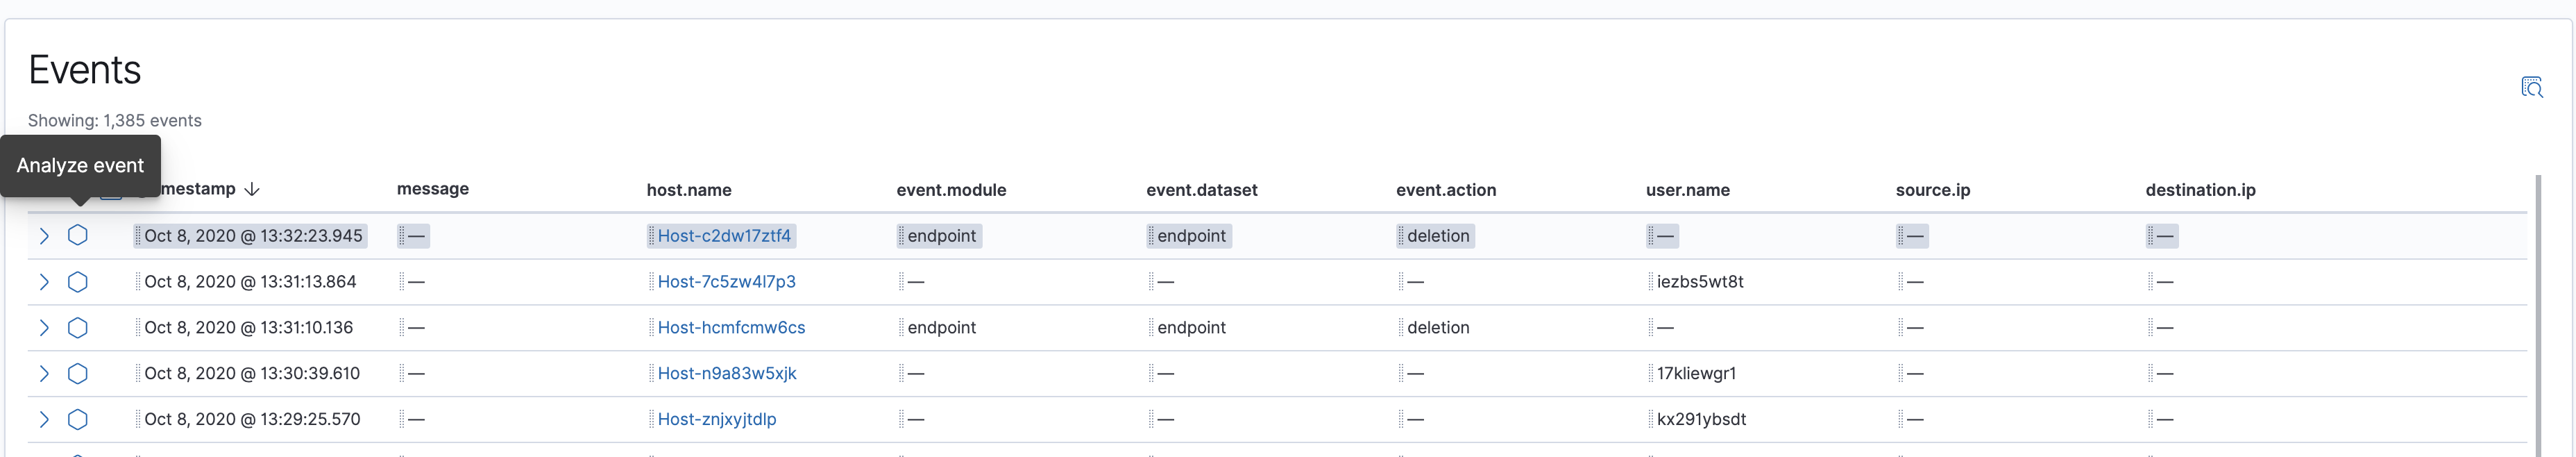 Events
Showing: 1,385 events
Analyze event
mestamp message host.name event.module event.dataset event.action user.name source.ip destination.ip
Oct 8, 2020 @ 13:32:23.945 — Host-c2dw17ztf4 endpoint endpoint deletion — — —
Oct 8, 2020 @ 13:31:13.864 — Host-7c5zw4l7p3 — — — iezbs5wt8t — —
Oct 8, 2020 @ 13:31:10.136 — Host-hcmfcmw6cs endpoint endpoint deletion — — —
Oct 8, 2020 @ 13:30:39.610 — Host-n9a83w5xjk — — — 17kliewgr1 — —
Oct 8, 2020 @ 13:29:25.570 — Host-znjxyjtdlp — — — kx291ybsdt — —